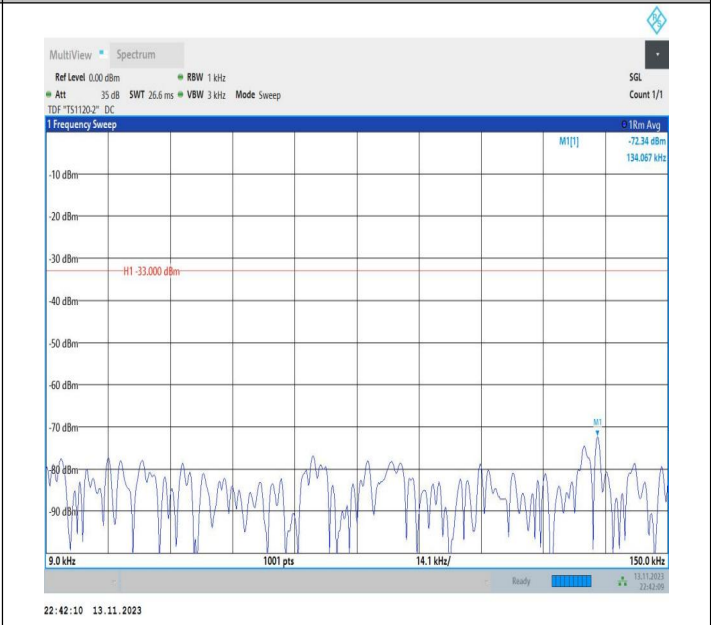 MultiView Spectrum
Ref Level 0.00 dBm RBW 1 kHz SGL
Att 35 dB SWT 26.6 ms VBW 3 kHz Mode Sweep Count 1/1
TDF "TS1120-2" DC
1 Frequency Sweep 1Rm Avg
M1[1] -72.34 dBm
134.067 kHz
-10 dBm
-20 dBm
-30 dBm
H1 -33.000 dBm
-40 dBm
-50 dBm
-60 dBm
-70 dBm
M1
-80 dBm
-90 dBm
9.0 kHz 1001 pts 14.1 kHz/ 150.0 kHz
Ready 13.11.2023
22:42:09
22:42:10 13.11.2023